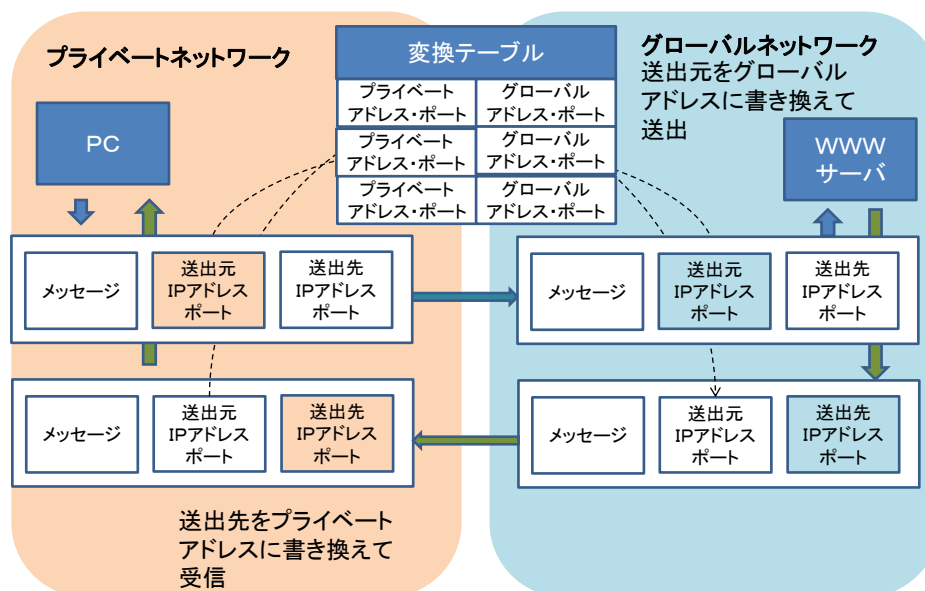 プライベートネットワーク
変換テーブル
プライベート
アドレス・ポート
グローバル
アドレス・ポート
プライベート
アドレス・ポート
グローバル
アドレス・ポート
プライベート
アドレス・ポート
グローバル
アドレス・ポート
グローバルネットワーク
送出元をグローバル
アドレスに書き換えて
送出
PC
WWW
サーバ
メッセージ
送出元
IPアドレス
ポート
送出先
IPアドレス
ポート
メッセージ
送出元
IPアドレス
ポート
送出先
IPアドレス
ポート
メッセージ
送出元
IPアドレス
ポート
送出先
IPアドレス
ポート
メッセージ
送出元
IPアドレス
ポート
送出先
IPアドレス
ポート
送出先をプライベート
アドレスに書き換えて
受信